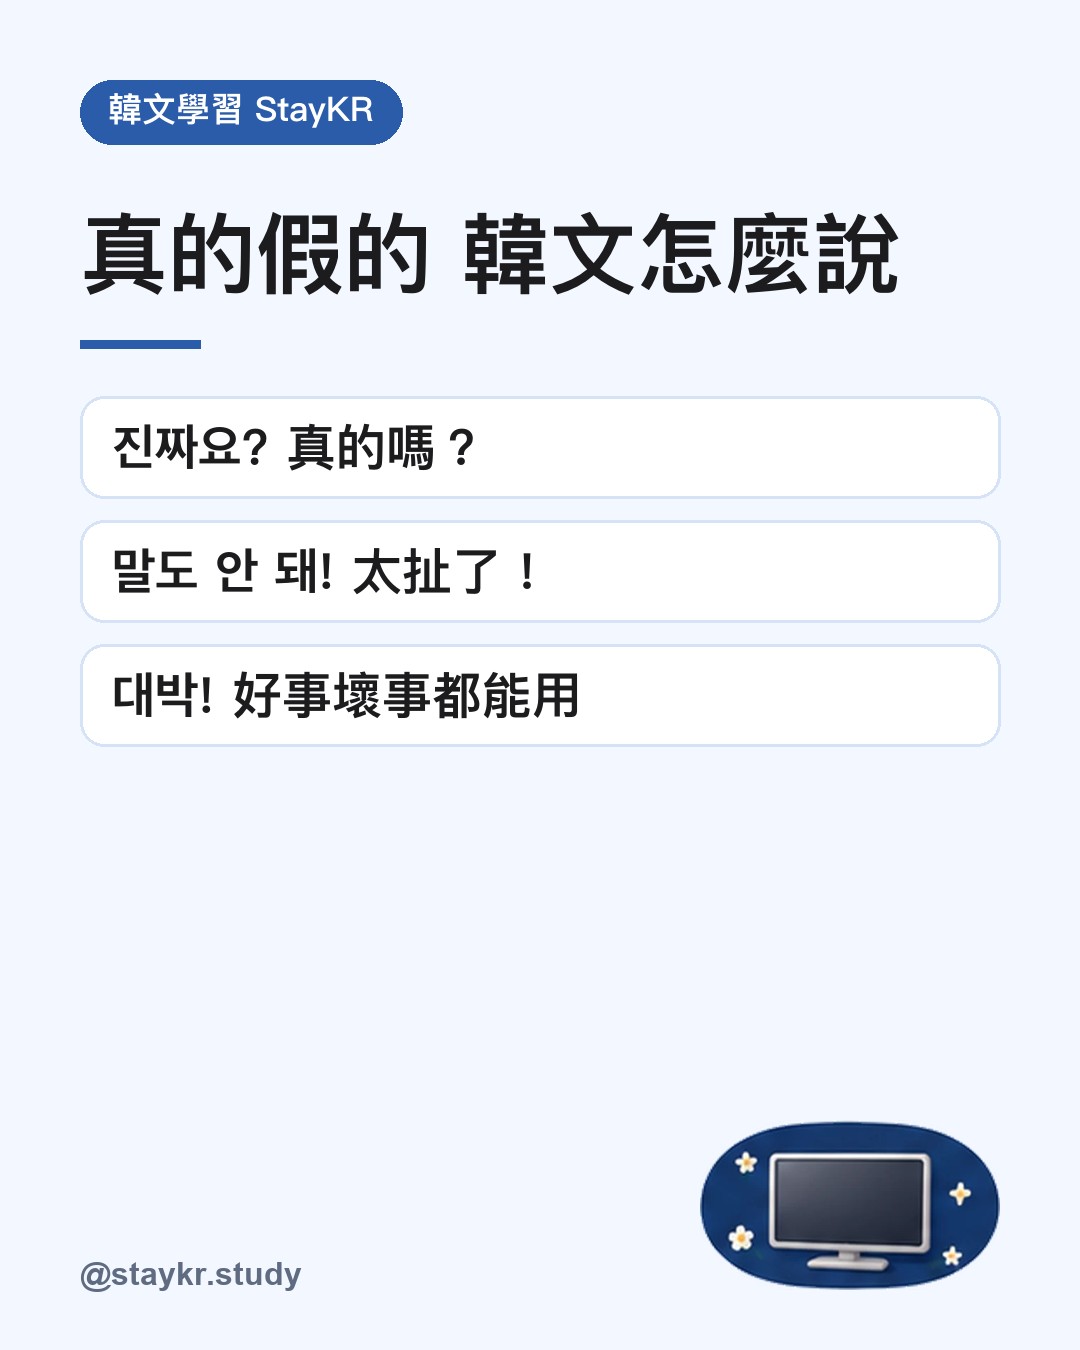 韓文學習 StayKR
真的假的 韓文怎麼說
진짜요? 真的嗎？
말도 안 돼! 太扯了！
대박! 好事壞事都能用
@staykr.study